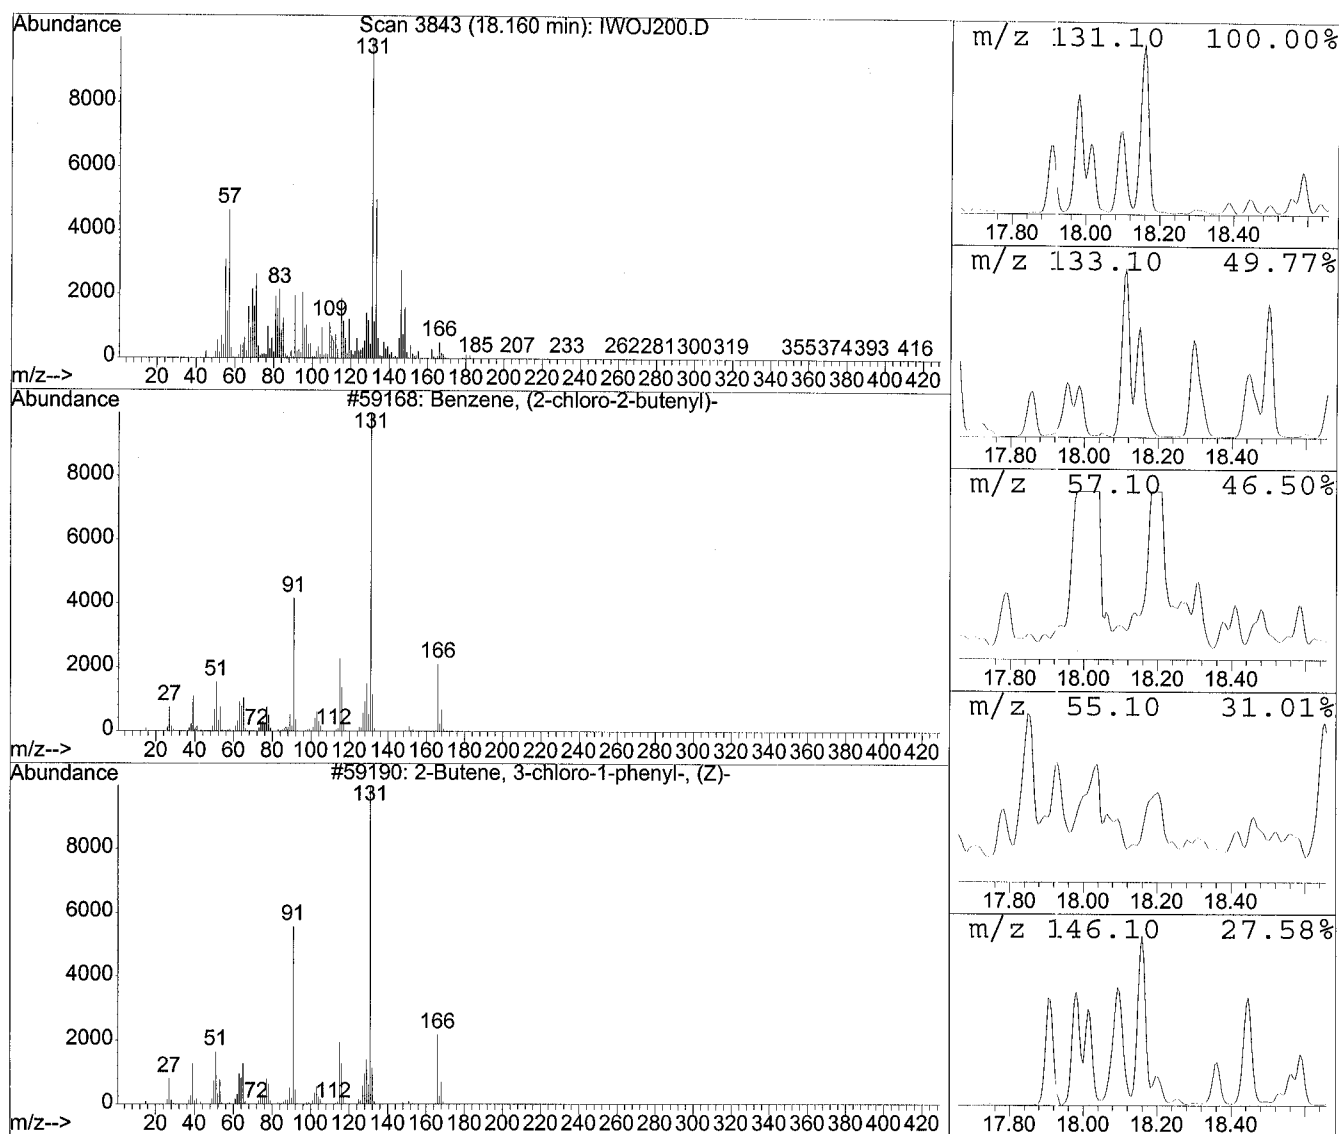 Abundance
Scan 3843 (18.160 min): IWOJ200.D
131
8000
6000
57
4000
83
2000
109
166
185 207 233 262 281 300 319 355 374 393 416
0
m/z--> 20 40 60 80 100 120 140 160 180 200 220 240 260 280 300 320 340 360 380 400 420
Abundance
#59168: Benzene, (2-chloro-2-butenyl)-
131
8000
6000
91
4000
166
2000
51
27
72 112
0
m/z--> 20 40 60 80 100 120 140 160 180 200 220 240 260 280 300 320 340 360 380 400 420
Abundance
#59190: 2-Butene, 3-chloro-1-phenyl-, (Z)-
131
8000
6000
91
4000
166
2000
51
27
72 112
0
m/z--> 20 40 60 80 100 120 140 160 180 200 220 240 260 280 300 320 340 360 380 400 420
m/z 131.10 100.00%
17.80 18.00 18.20 18.40
m/z 133.10 49.77%
17.80 18.00 18.20 18.40
m/z 57.10 46.50%
17.80 18.00 18.20 18.40
m/z 55.10 31.01%
17.80 18.00 18.20 18.40
m/z 146.10 27.58%
17.80 18.00 18.20 18.40